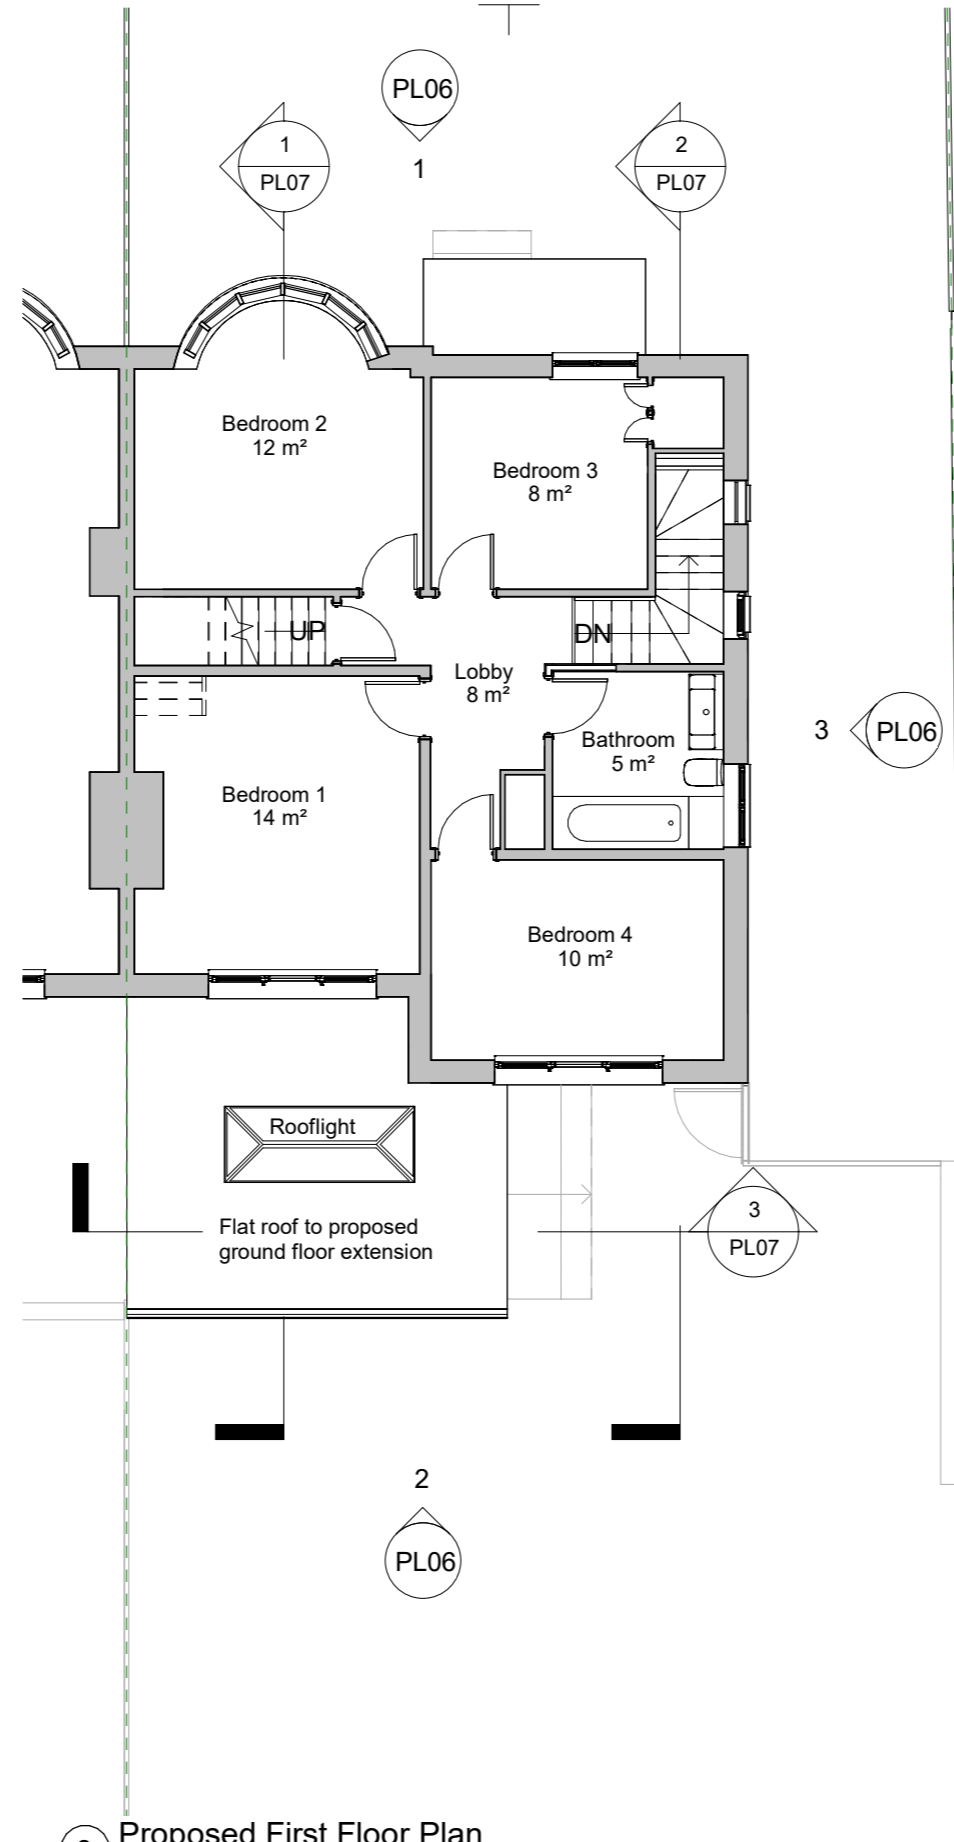 PL06
1
1
PL07
2
PL07
Bedroom 2
12 m²
Bedroom 3
8 m²
UP
DN
Lobby
8 m²
Bathroom
5 m²
3
PL06
Bedroom 1
14 m²
Bedroom 4
10 m²
Rooflight
Flat roof to proposed
ground floor extension
3
PL07
2
PL06
Proposed First Floor Plan